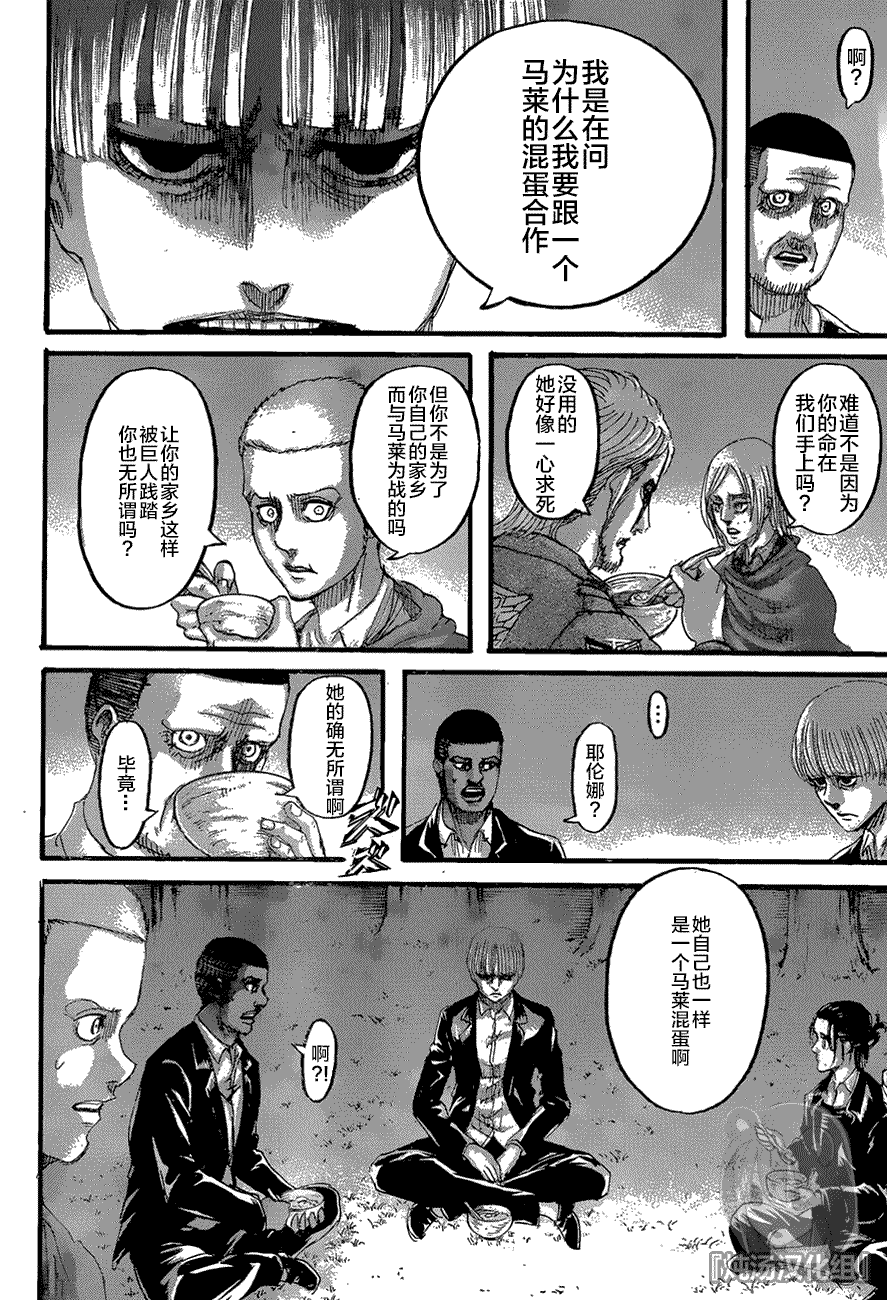 啊?
我是在问
为什么我要跟一个
马莱的混蛋合作
难道不是因为
你的命在
我们手上吗?
没用的
她好像一心求死
但你不是为了
你自己的家乡
而与马莱为战的吗
让你的家乡这样
被巨人践踏
你也无所谓吗?
…
耶伦娜?
她的确无所谓啊
毕竟…
她自己也一样
是一个马莱混蛋啊
啊?!
汤汉化组』